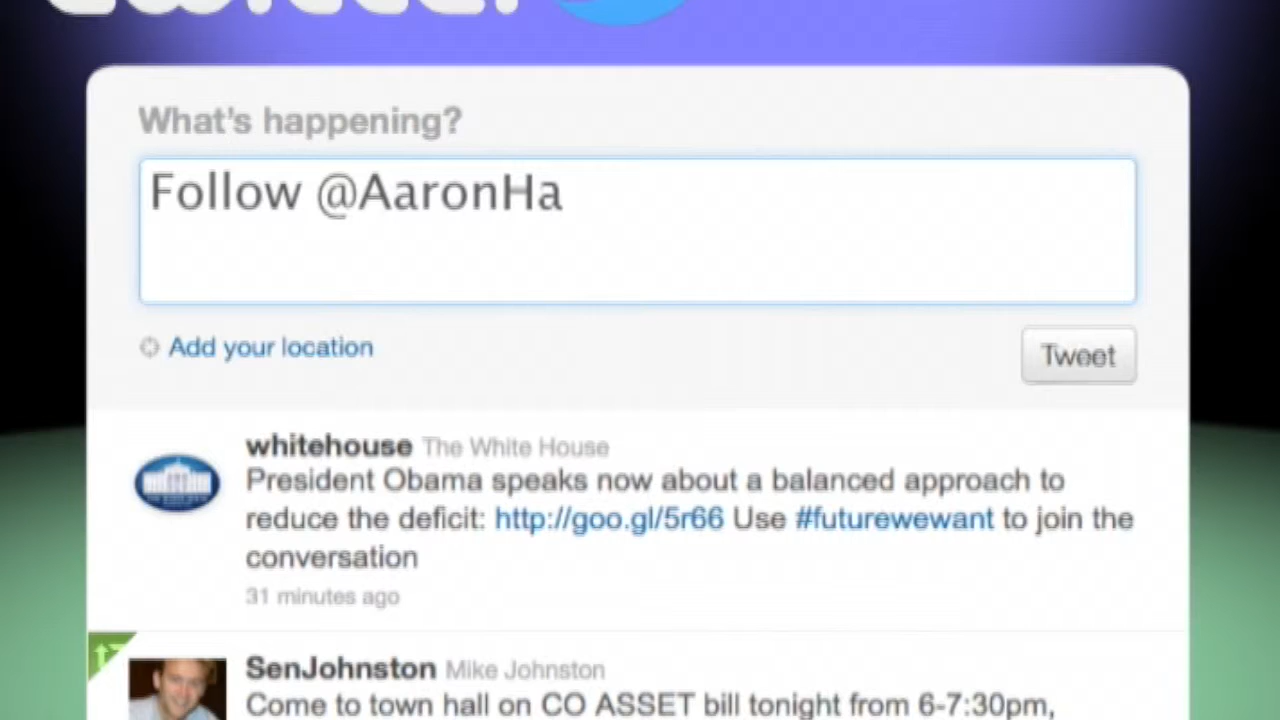 twitter
What's happening?
Follow @AaronHa
Add your location
Tweet
whitehouse The White House
President Obama speaks now about a balanced approach to
reduce the deficit: http://goo.gl/5r66 Use #futurewewant to join the
conversation
31 minutes ago
SenJohnston Mike Johnston
Come to town hall on CO ASSET bill tonight from 6-7:30pm,